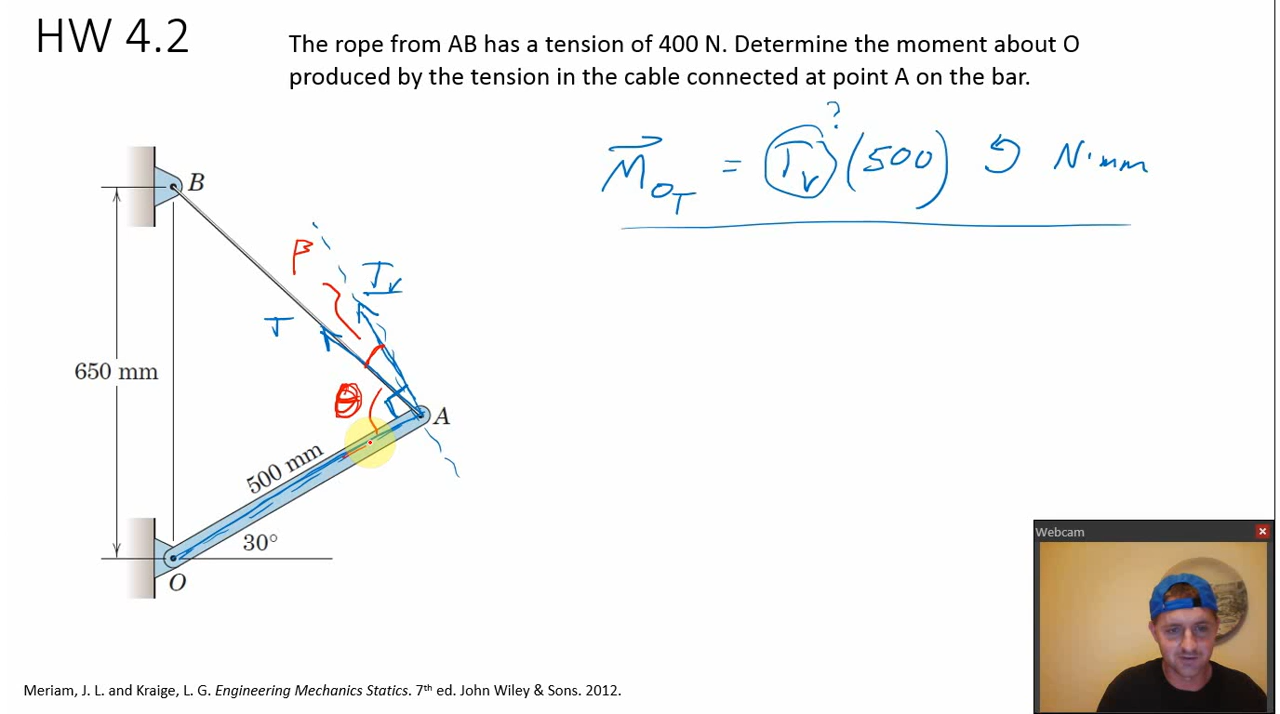 HW 4.2
The rope from AB has a tension of 400 N. Determine the moment about O
produced by the tension in the cable connected at point A on the bar.
?
M_OT = T_v (500) ↺ N·mm
B
β
T_v
T
650 mm
θ
A
500 mm
30°
O
Webcam
Meriam, J. L. and Kraige, L. G. Engineering Mechanics Statics. 7th ed. John Wiley & Sons. 2012.